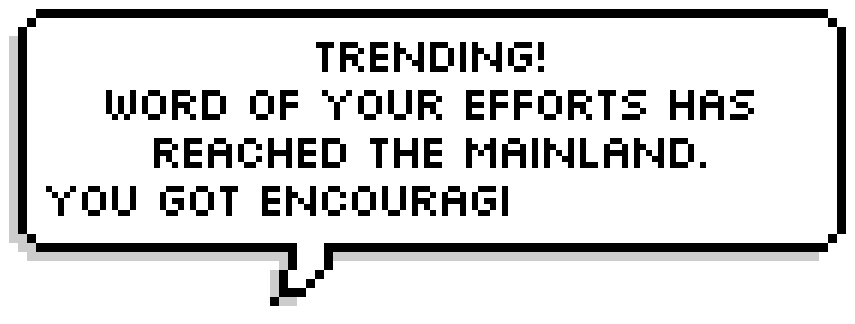 TRENDING!
WORD OF YOUR EFFORTS HAS
REACHED THE MAINLAND.
YOU GOT ENCOURAGI